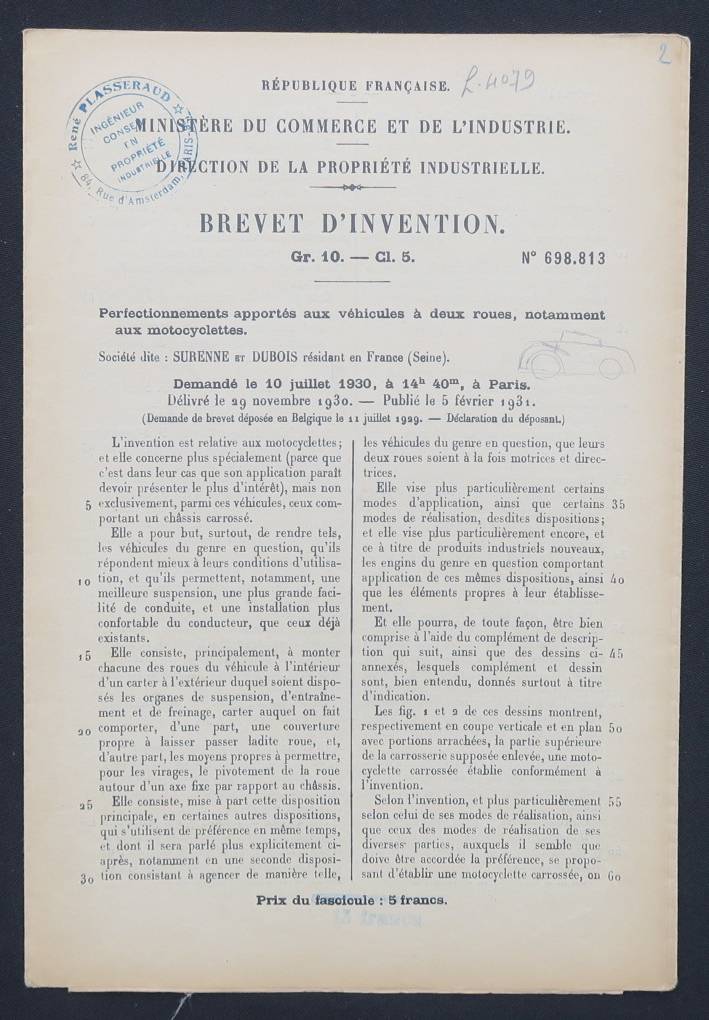 2
RÉPUBLIQUE FRANÇAISE.
MINISTÈRE DU COMMERCE ET DE L'INDUSTRIE.
DIRECTION DE LA PROPRIÉTÉ INDUSTRIELLE.
René PLASSERAUD
84, Rue d'Amsterdam, PARIS
INGÉNIEUR
CONSEIL
EN
PROPRIÉTÉ
INDUSTRIELLE
BREVET D'INVENTION.
Gr. 10. — Cl. 5.
N° 698.813
Perfectionnements apportés aux véhicules à deux roues, notamment
aux motocyclettes.
Société dite : SURENNE ET DUBOIS résidant en France (Seine).
Demandé le 10 juillet 1930, à 14h 40m, à Paris.
Délivré le 29 novembre 1930. — Publié le 5 février 1931.
(Demande de brevet déposée en Belgique le 11 juillet 1929. — Déclaration du déposant.)
L'invention est relative aux motocyclettes;
et elle concerne plus spécialement (parce que
c'est dans leur cas que son application paraît
devoir présenter le plus d'intérêt), mais non
5 exclusivement, parmi ces véhicules, ceux com-
portant un châssis carrossé.
Elle a pour but, surtout, de rendre tels,
les véhicules du genre en question, qu'ils
répondent mieux à leurs conditions d'utilisa-
10 tion, et qu'ils permettent, notamment, une
meilleure suspension, une plus grande faci-
lité de conduite, et une installation plus
confortable du conducteur, que ceux déjà
existants.
15 Elle consiste, principalement, à monter
chacune des roues du véhicule à l'intérieur
d'un carter à l'extérieur duquel soient dispo-
sés les organes de suspension, d'entraîne-
ment et de freinage, carter auquel on fait
20 comporter, d'une part, une couverture
propre à laisser passer ladite roue, et,
d'autre part, les moyens propres à permettre,
pour les virages, le pivotement de la roue
autour d'un axe fixe par rapport au châssis.
25 Elle consiste, mise à part cette disposition
principale, en certaines autres dispositions,
qui s'utilisent de préférence en même temps,
et dont il sera parlé plus explicitement ci-
après, notamment en une seconde disposi-
30 tion consistant à agencer de manière telle,
les véhicules du genre en question, que leurs
deux roues soient à la fois motrices et direc-
trices.
Elle vise plus particulièrement certains
modes d'application, ainsi que certains 35
modes de réalisation, desdites dispositions;
et elle vise plus particulièrement encore, et
ce à titre de produits industriels nouveaux,
les engins du genre en question comportant
application de ces mêmes dispositions, ainsi 40
que les éléments propres à leur établisse-
ment.
Et elle pourra, de toute façon, être bien
comprise à l'aide du complément de descrip-
tion qui suit, ainsi que des dessins ci- 45
annexés, lesquels complément et dessin
sont, bien entendu, donnés surtout à titre
d'indication.
Les fig. 1 et 2 de ces dessins montrent,
respectivement en coupe verticale et en plan 50
avec portions arrachées, la partie supérieure
de la carrosserie supposée enlevée, une moto-
cyclette carrossée établie conformément à
l'invention.
Selon l'invention, et plus particulièrement 55
selon celui de ses modes de réalisation, ainsi
que ceux des modes de réalisation de ses
diverses parties, auxquels il semble que
doive être accordée la préférence, se propo-
sant d'établir une motocyclette carrossée, on 60
Prix du fascicule : 5 francs.